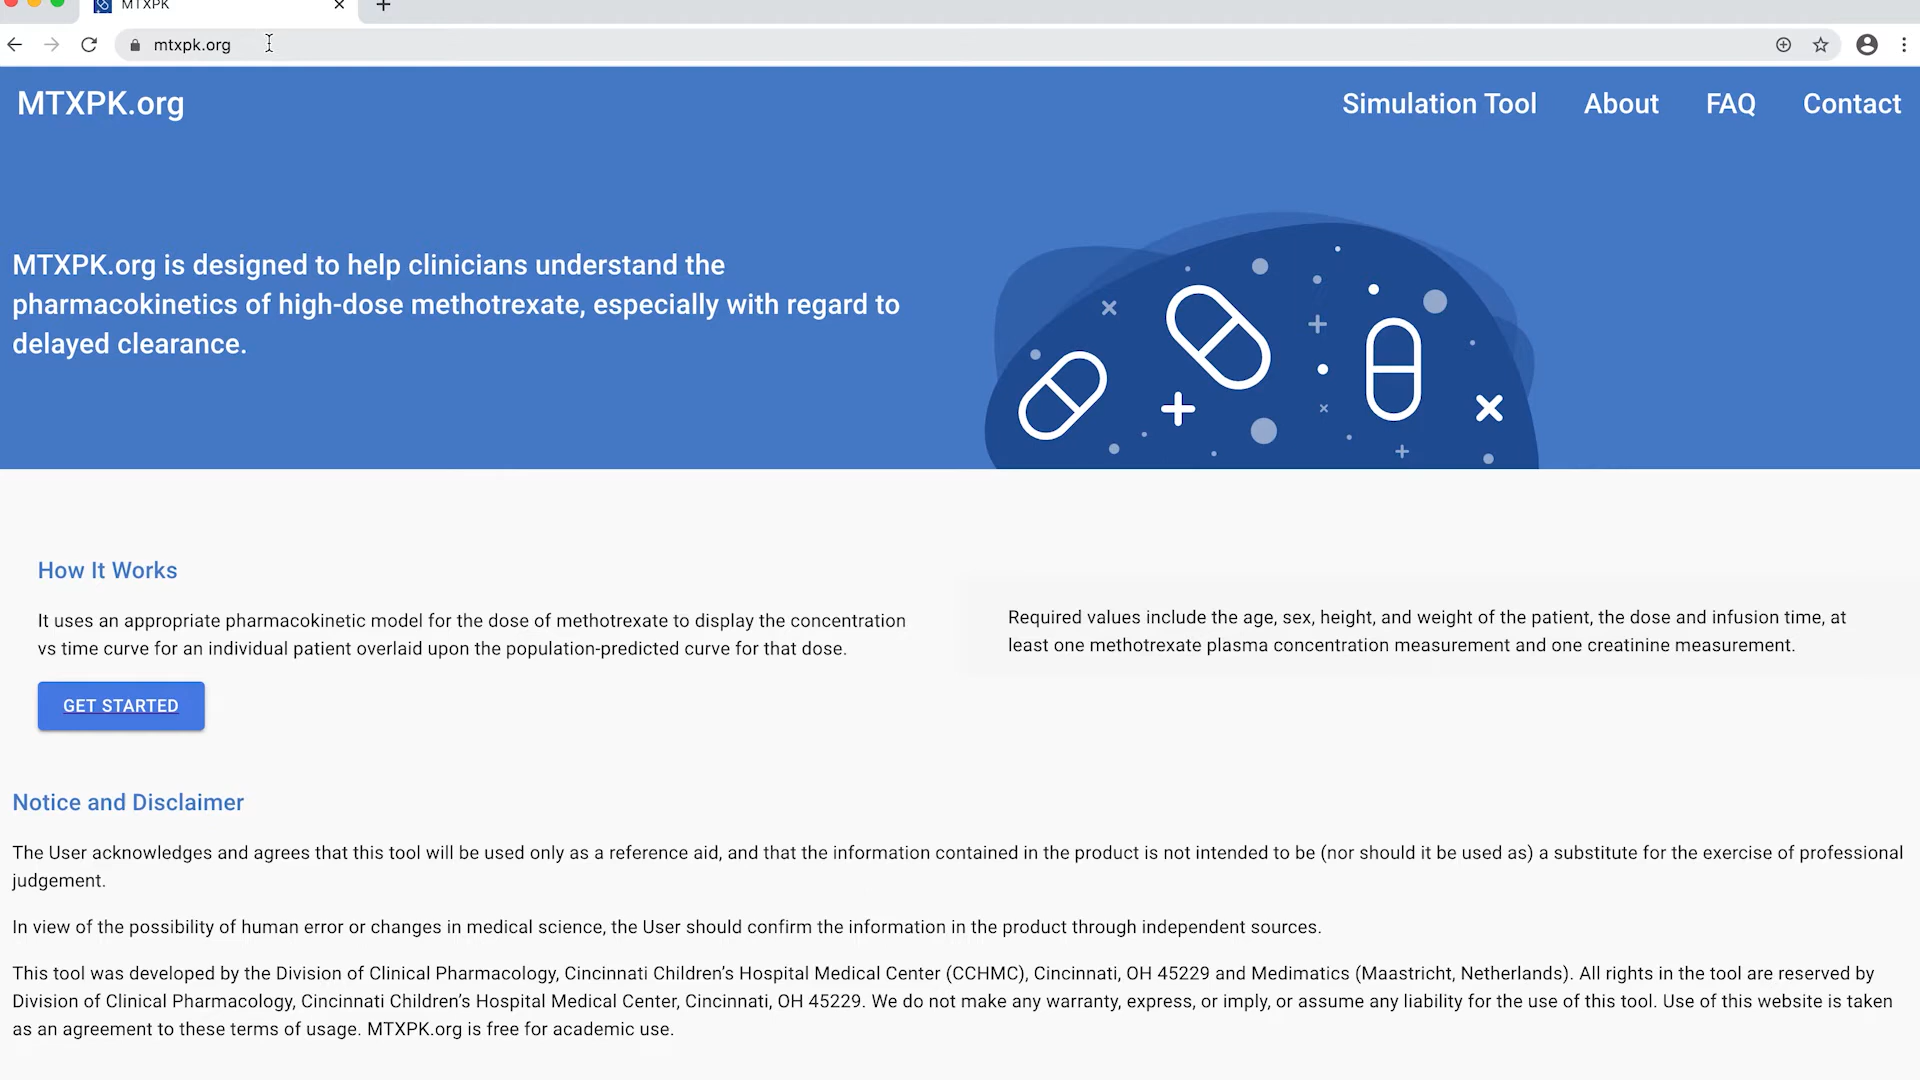 MTXPK
mtxpk.org
MTXPK.org
Simulation Tool
About
FAQ
Contact
MTXPK.org is designed to help clinicians understand the
pharmacokinetics of high-dose methotrexate, especially with regard to
delayed clearance.
How It Works
It uses an appropriate pharmacokinetic model for the dose of methotrexate to display the concentration
vs time curve for an individual patient overlaid upon the population-predicted curve for that dose.
GET STARTED
Required values include the age, sex, height, and weight of the patient, the dose and infusion time, at
least one methotrexate plasma concentration measurement and one creatinine measurement.
Notice and Disclaimer
The User acknowledges and agrees that this tool will be used only as a reference aid, and that the information contained in the product is not intended to be (nor should it be used as) a substitute for the exercise of professional
judgement.
In view of the possibility of human error or changes in medical science, the User should confirm the information in the product through independent sources.
This tool was developed by the Division of Clinical Pharmacology, Cincinnati Children’s Hospital Medical Center (CCHMC), Cincinnati, OH 45229 and Medimatics (Maastricht, Netherlands). All rights in the tool are reserved by
Division of Clinical Pharmacology, Cincinnati Children’s Hospital Medical Center, Cincinnati, OH 45229. We do not make any warranty, express, or imply, or assume any liability for the use of this tool. Use of this website is taken
as an agreement to these terms of usage. MTXPK.org is free for academic use.